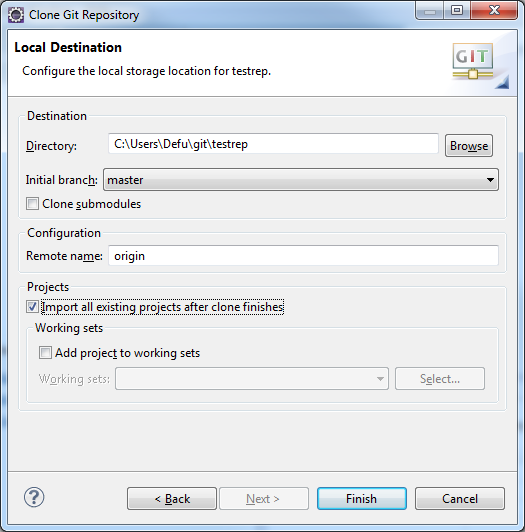 Clone Git Repository
Local Destination
Configure the local storage location for testrep.
GIT
Destination
Directory: C:\Users\Defu\git\testrep Browse
Initial branch: master
Clone submodules
Configuration
Remote name: origin
Projects
Import all existing projects after clone finishes
Working sets
Add project to working sets
Working sets: Select...
? < Back Next > Finish Cancel